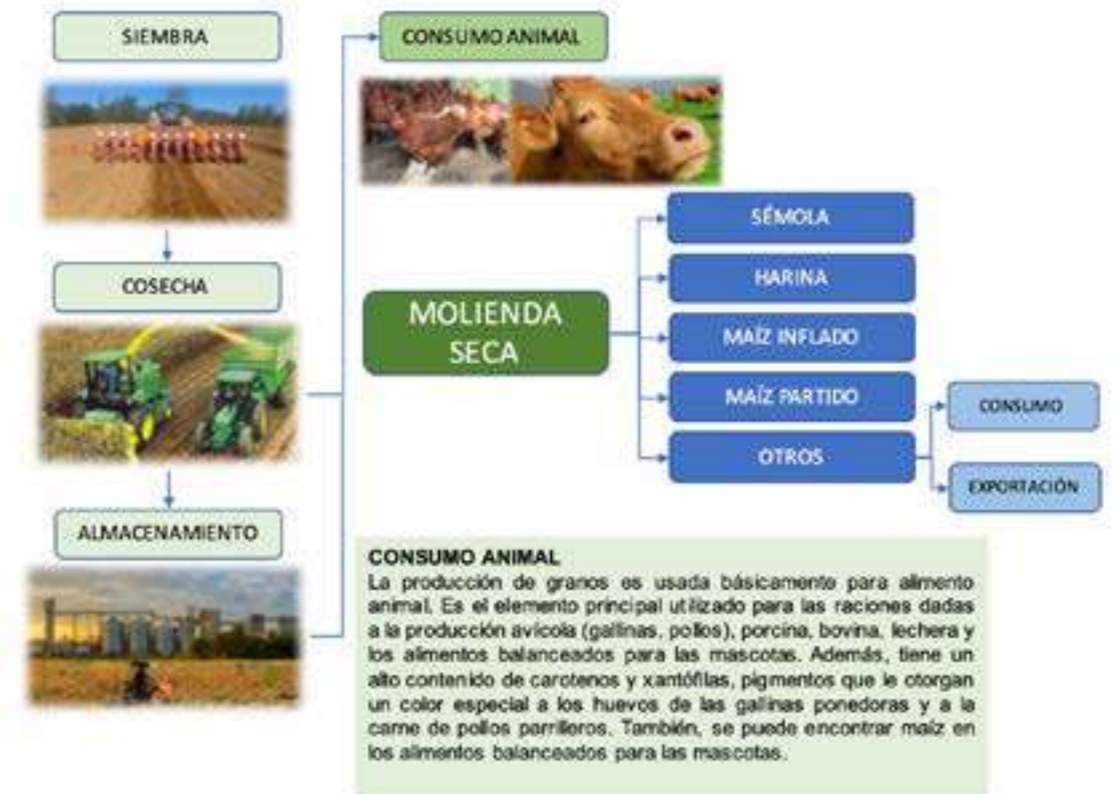 SIEMBRA
CONSUMO ANIMAL
COSECHA
ALMACENAMIENTO
MOLIENDA
SECA
SÉMOLA
HARINA
MAÍZ INFLADO
MAÍZ PARTIDO
OTROS
CONSUMO
EXPORTACIÓN
CONSUMO ANIMAL
La producción de granos es usada básicamente para alimento
animal. Es el elemento principal utilizado para las raciones dadas
a la producción avícola (gallinas, pollos), porcina, bovina, lechera y
los alimentos balanceados para las mascotas. Además, tiene un
alto contenido de carotenos y xantófilas, pigmentos que le otorgan
un color especial a los huevos de las gallinas ponedoras y a la
carne de pollos parrilleros. También, se puede encontrar maíz en
los alimentos balanceados para las mascotas.